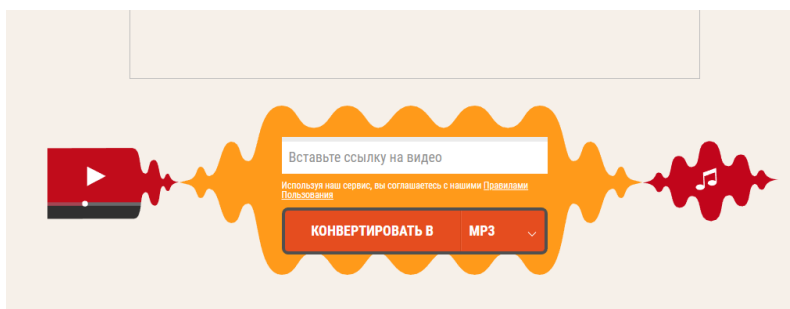 Вставьте ссылку на видео
Используя наш сервис, вы соглашаетесь с нашими Правилами
Пользования
КОНВЕРТИРОВАТЬ В MP3